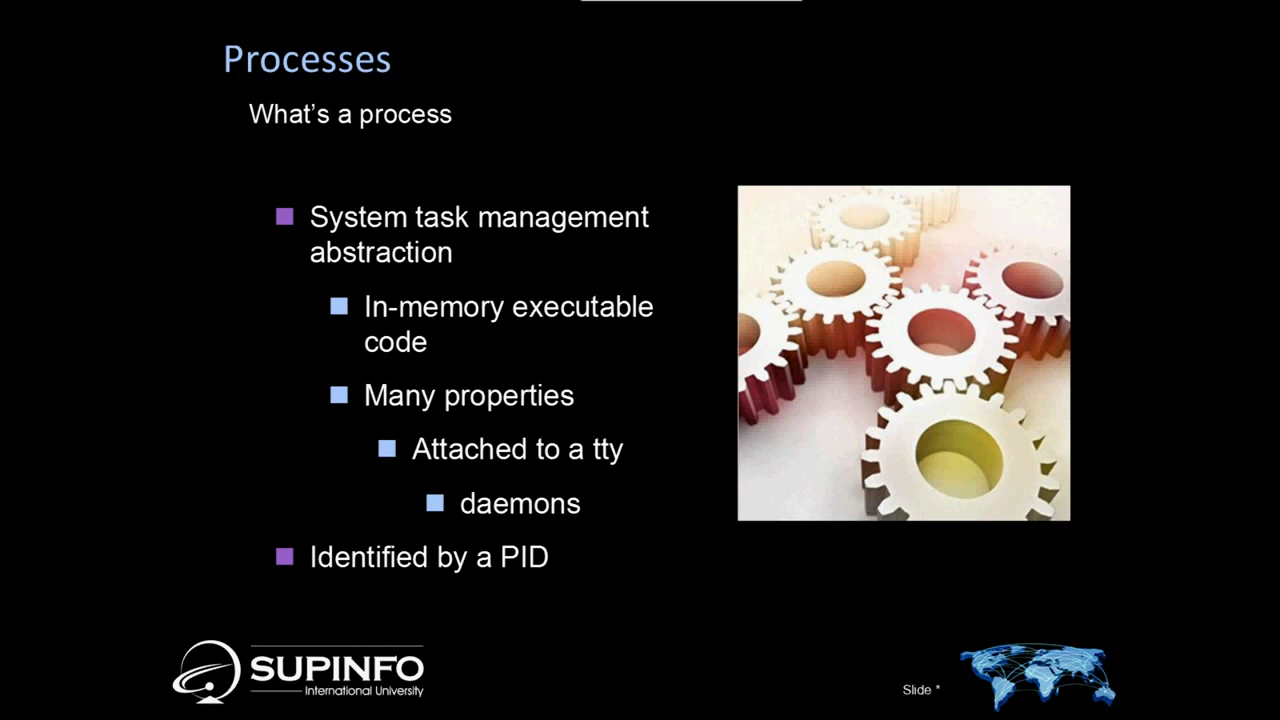 Processes
What's a process
System task management
abstraction
In-memory executable
code
Many properties
Attached to a tty
daemons
Identified by a PID
SUPINFO
International University
Slide *